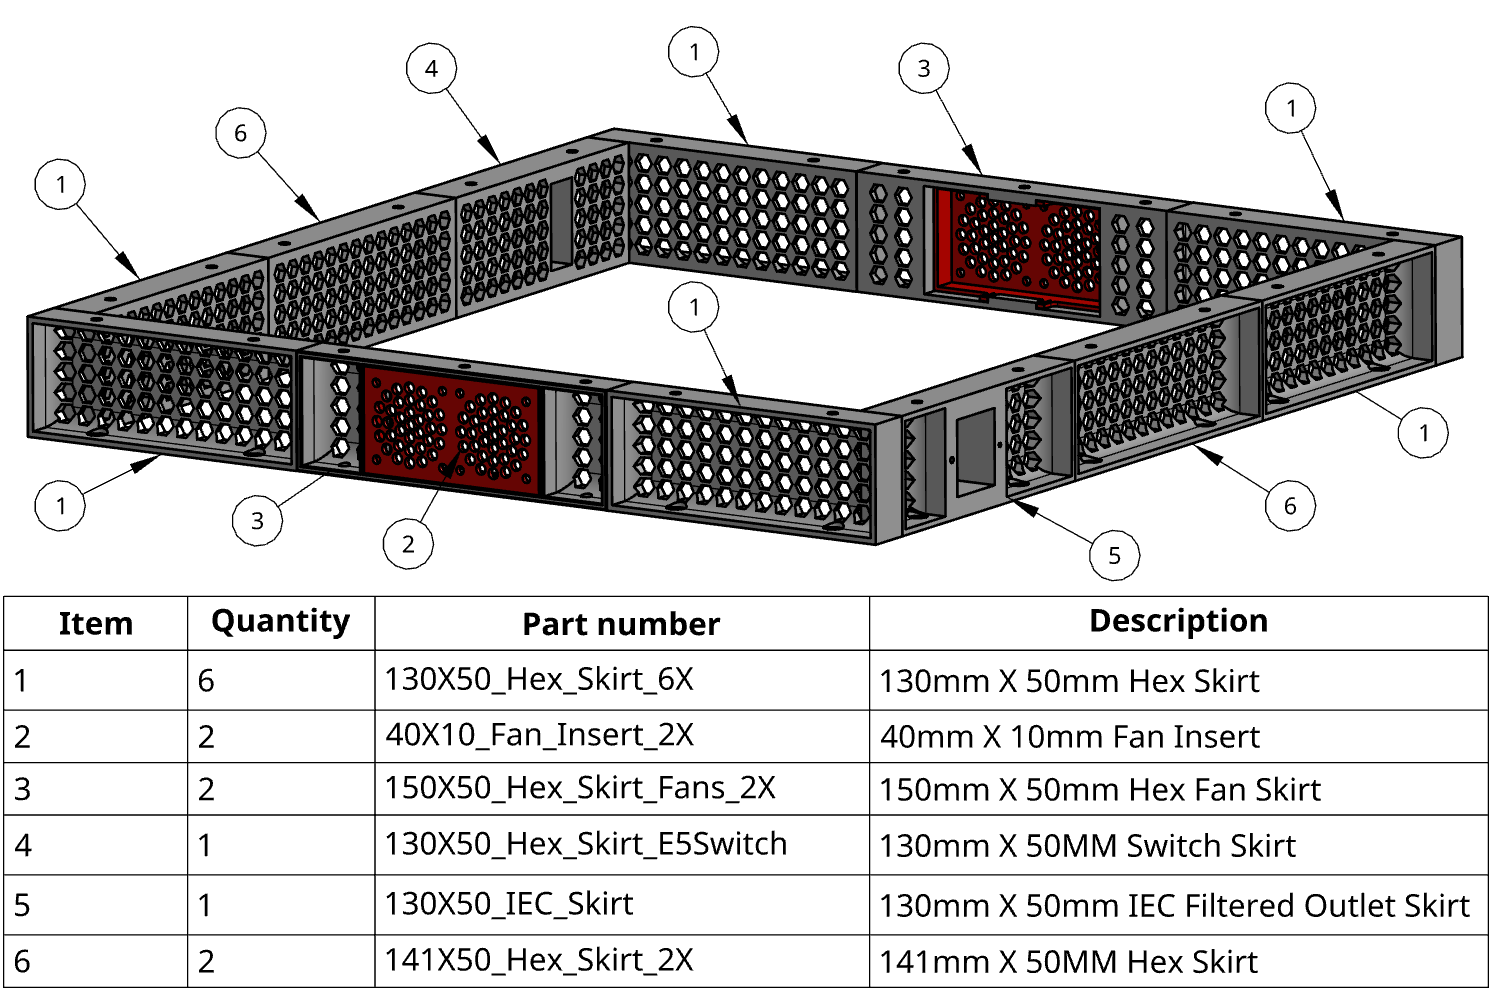 1
4
3
1
6
1
1
1
6
1
3
2
5
Item Quantity Part number Description
1 6 130X50_Hex_Skirt_6X 130mm X 50mm Hex Skirt
2 2 40X10_Fan_Insert_2X 40mm X 10mm Fan Insert
3 2 150X50_Hex_Skirt_Fans_2X 150mm X 50mm Hex Fan Skirt
4 1 130X50_Hex_Skirt_E5Switch 130mm X 50MM Switch Skirt
5 1 130X50_IEC_Skirt 130mm X 50mm IEC Filtered Outlet Skirt
6 2 141X50_Hex_Skirt_2X 141mm X 50MM Hex Skirt